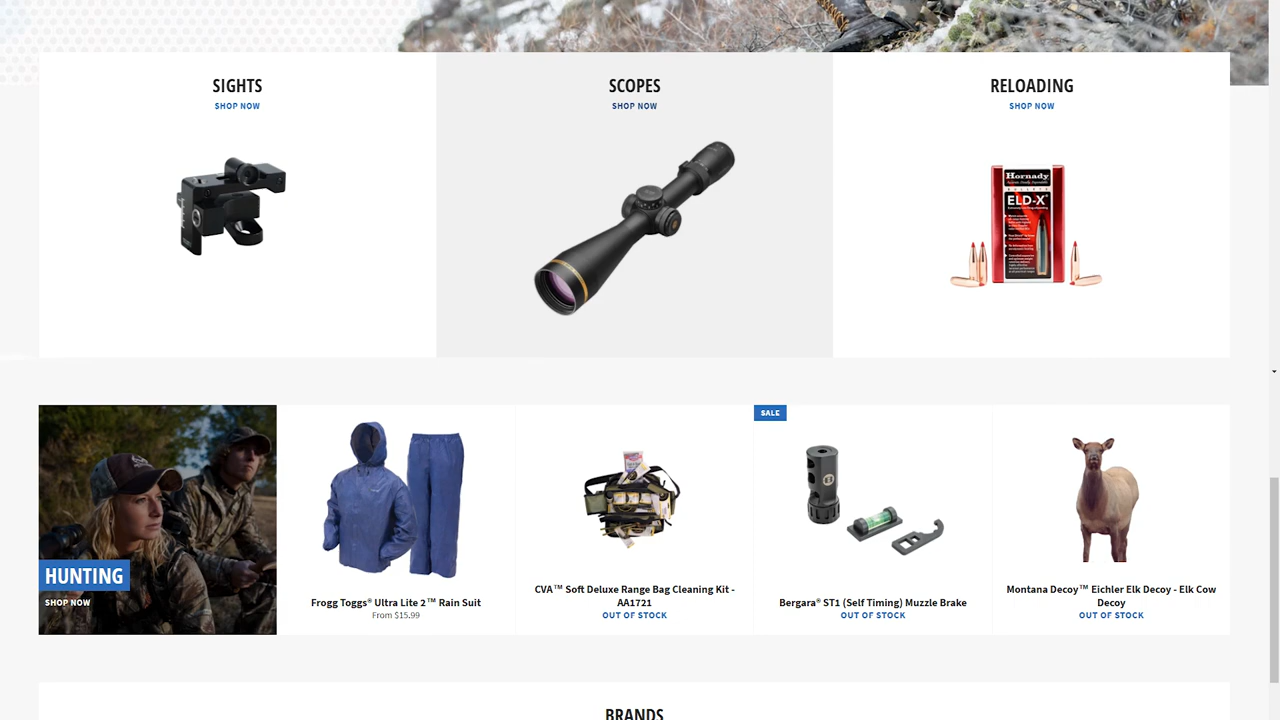 SIGHTS
SHOP NOW
SCOPES
SHOP NOW
RELOADING
SHOP NOW
Hornady
BULLETS
ELD-X®
HUNTING
SHOP NOW
Frogg Toggs® Ultra Lite 2™ Rain Suit
From $15.99
CVA™ Soft Deluxe Range Bag Cleaning Kit -
AA1721
OUT OF STOCK
SALE
Bergara® ST1 (Self Timing) Muzzle Brake
OUT OF STOCK
Montana Decoy™ Eichler Elk Decoy - Elk Cow
Decoy
OUT OF STOCK
BRANDS